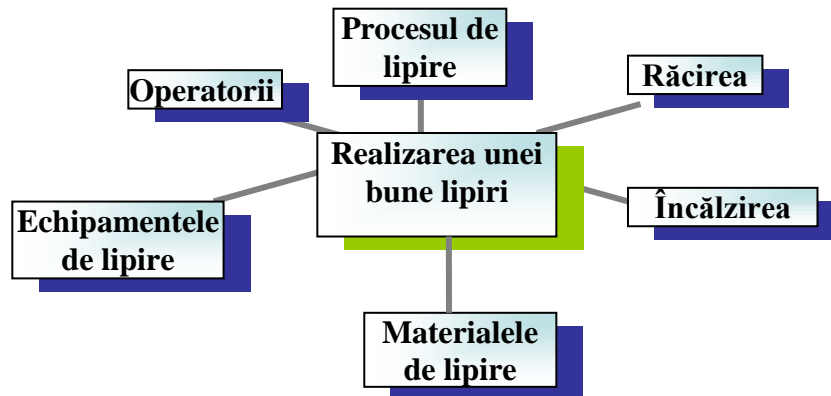 Procesul de
lipire
Operatorii
Răcirea
Realizarea unei
bune lipiri
Echipamentele
de lipire
Încălzirea
Materialele
de lipire